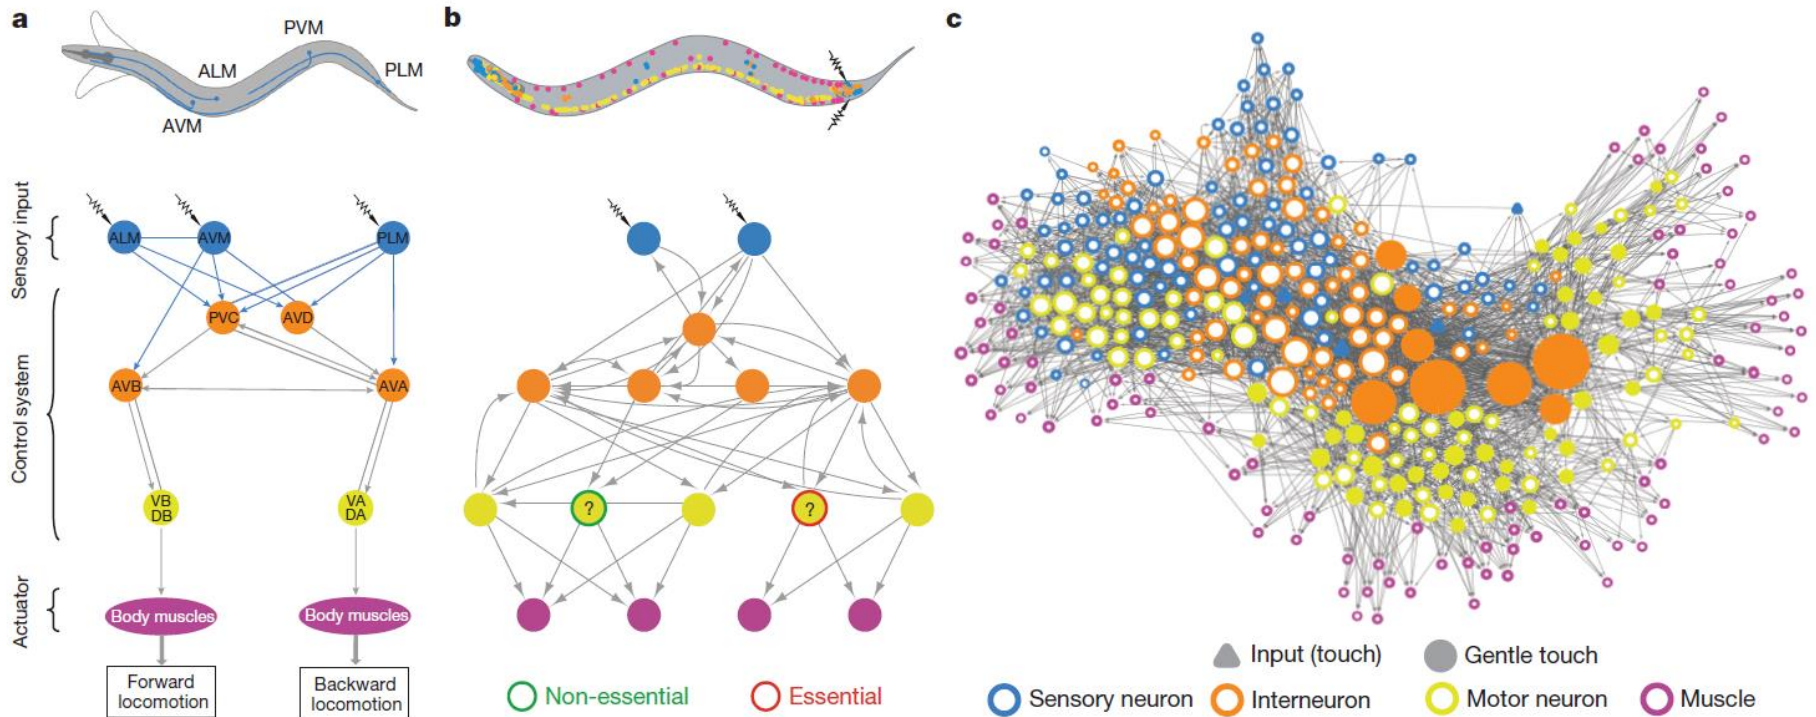 a
PVM
ALM
PLM
AVM
Sensory input
ALM
AVM
PLM
Control system
PVC
AVD
AVB
AVA
VB
DB
VA
DA
Actuator
Body muscles
Body muscles
Forward
locomotion
Backward
locomotion
b
?
?
Non-essential
Essential
c
Input (touch)
Gentle touch
Sensory neuron
Interneuron
Motor neuron
Muscle